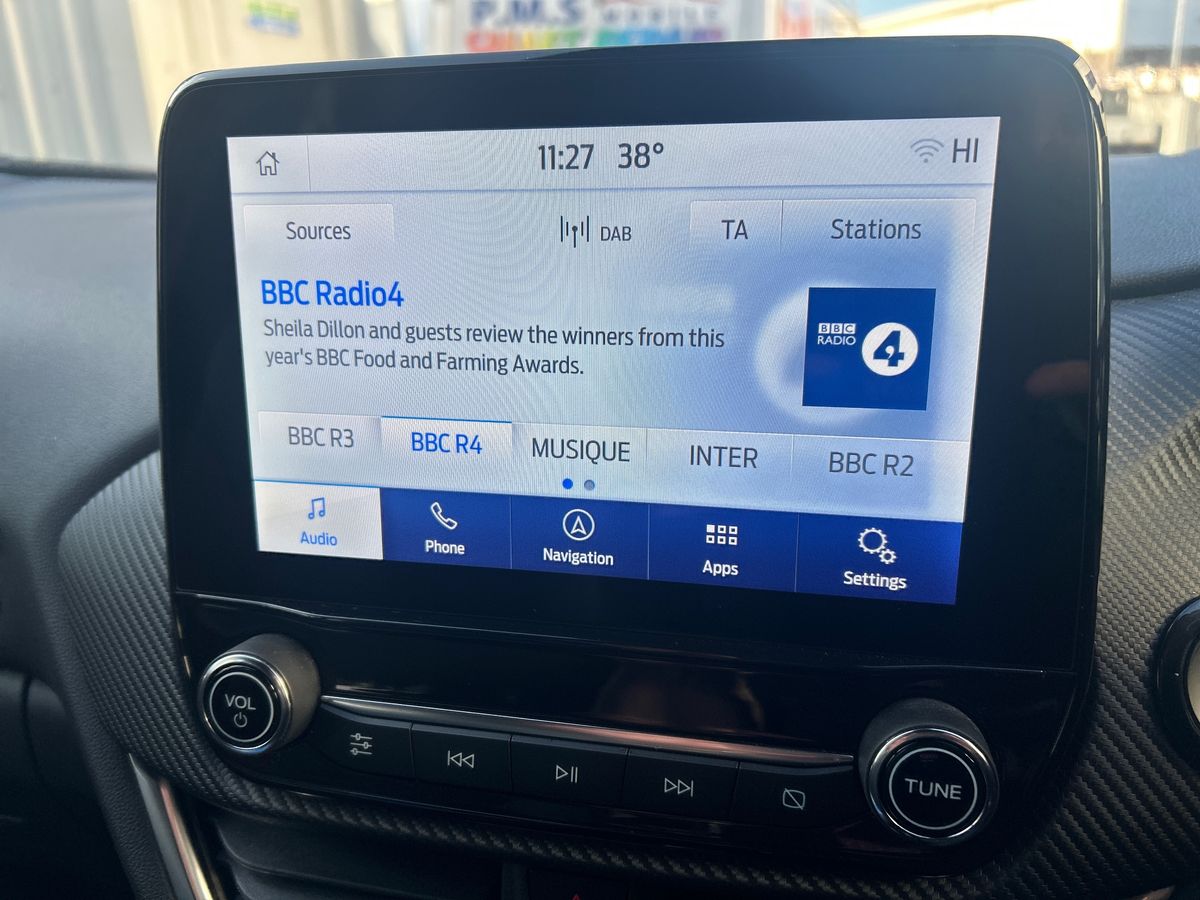 P.M.S MOBILE
11:27 38° HI
Sources DAB TA Stations
BBC Radio4
Sheila Dillon and guests review the winners from this
year's BBC Food and Farming Awards.
BBC
RADIO 4
BBC R3 BBC R4 MUSIQUE INTER BBC R2
Audio Phone Navigation Apps Settings
VOL
TUNE